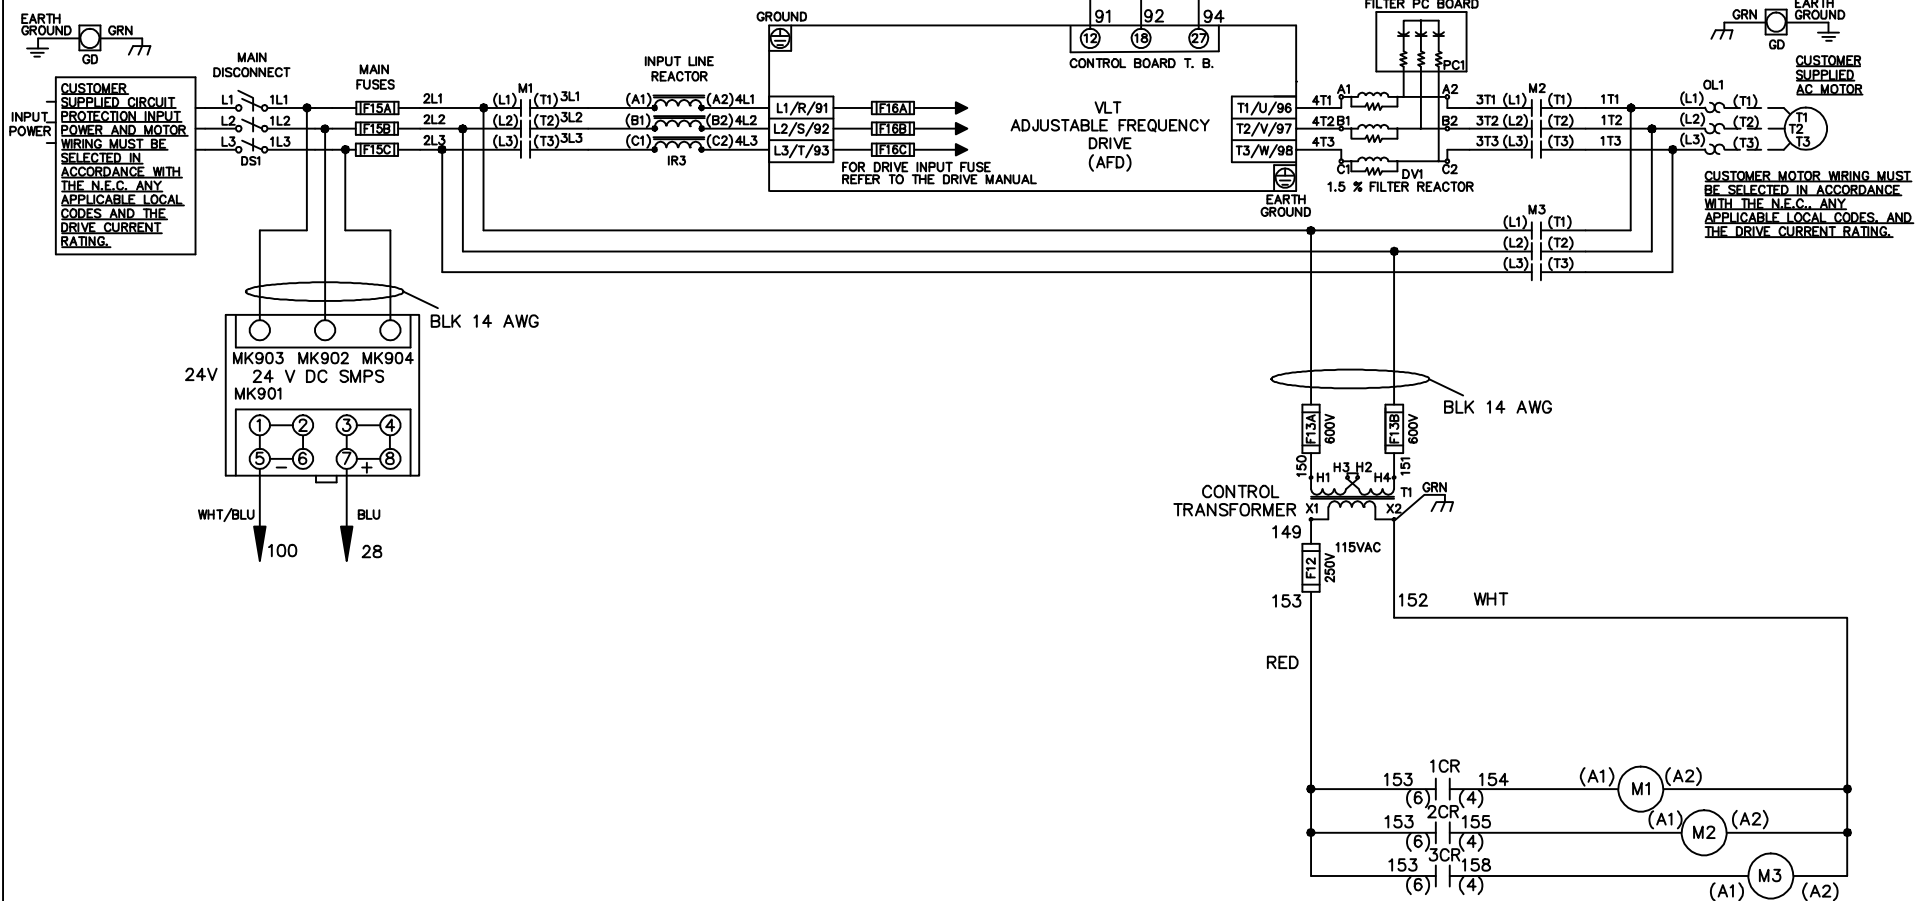 EARTH
GROUND
GRN
GD
CUSTOMER
SUPPLIED CIRCUIT
PROTECTION INPUT
POWER AND MOTOR
WIRING MUST BE
SELECTED IN
ACCORDANCE WITH
THE N.E.C. ANY
APPLICABLE LOCAL
CODES AND THE
DRIVE CURRENT
RATING.
INPUT
POWER
MAIN
DISCONNECT
L1 1L1
L2 1L2
L3 1L3
DS1
MAIN
FUSES
F15A
F15B
F15C
2L1
2L2
2L3
M1
(L1) (T1) 3L1
(L2) (T2) 3L2
(L3) (T3) 3L3
INPUT LINE
REACTOR
(A1) (A2) 4L1
(B1) (B2) 4L2
(C1) (C2) 4L3
IR3
GROUND
L1/R/91
L2/S/92
L3/T/93
F16A
F16B
F16C
FOR DRIVE INPUT FUSE
REFER TO THE DRIVE MANUAL
91 92 94
12 18 27
CONTROL BOARD T. B.
VLT
ADJUSTABLE FREQUENCY
DRIVE
(AFD)
T1/U/96
T2/V/97
T3/W/98
EARTH
GROUND
FILTER PC BOARD
PC1
4T1 A1 A2
4T2 B1 B2
4T3
C1 C2
DV1
1.5 % FILTER REACTOR
M2
3T1 (L1) (T1) 1T1
3T2 (L2) (T2) 1T2
3T3 (L3) (T3) 1T3
M3
(L1) (T1)
(L2) (T2)
(L3) (T3)
OL1
(L1) (T1)
(L2) (T2)
(L3) (T3)
T1
T2
T3
GRN
EARTH
GROUND
GD
CUSTOMER
SUPPLIED
AC MOTOR
CUSTOMER MOTOR WIRING MUST
BE SELECTED IN ACCORDANCE
WITH THE N.E.C., ANY
APPLICABLE LOCAL CODES, AND
THE DRIVE CURRENT RATING.
BLK 14 AWG
MK903 MK902 MK904
24V
24 V DC SMPS
MK901
1 2 3 4
5 6 7 8
- +
WHT/BLU BLU
100 28
BLK 14 AWG
F13A 600V
F13B 600V
150 151
H3 H2
H1 H4
T1
GRN
CONTROL
TRANSFORMER
X1 X2
149
115VAC
F12 250V
153
152 WHT
RED
1CR
153 154
(6) (4)
(A1) M1 (A2)
2CR
153 155
(6) (4)
(A1) M2 (A2)
3CR
153 158
(6) (4)
(A1) M3 (A2)